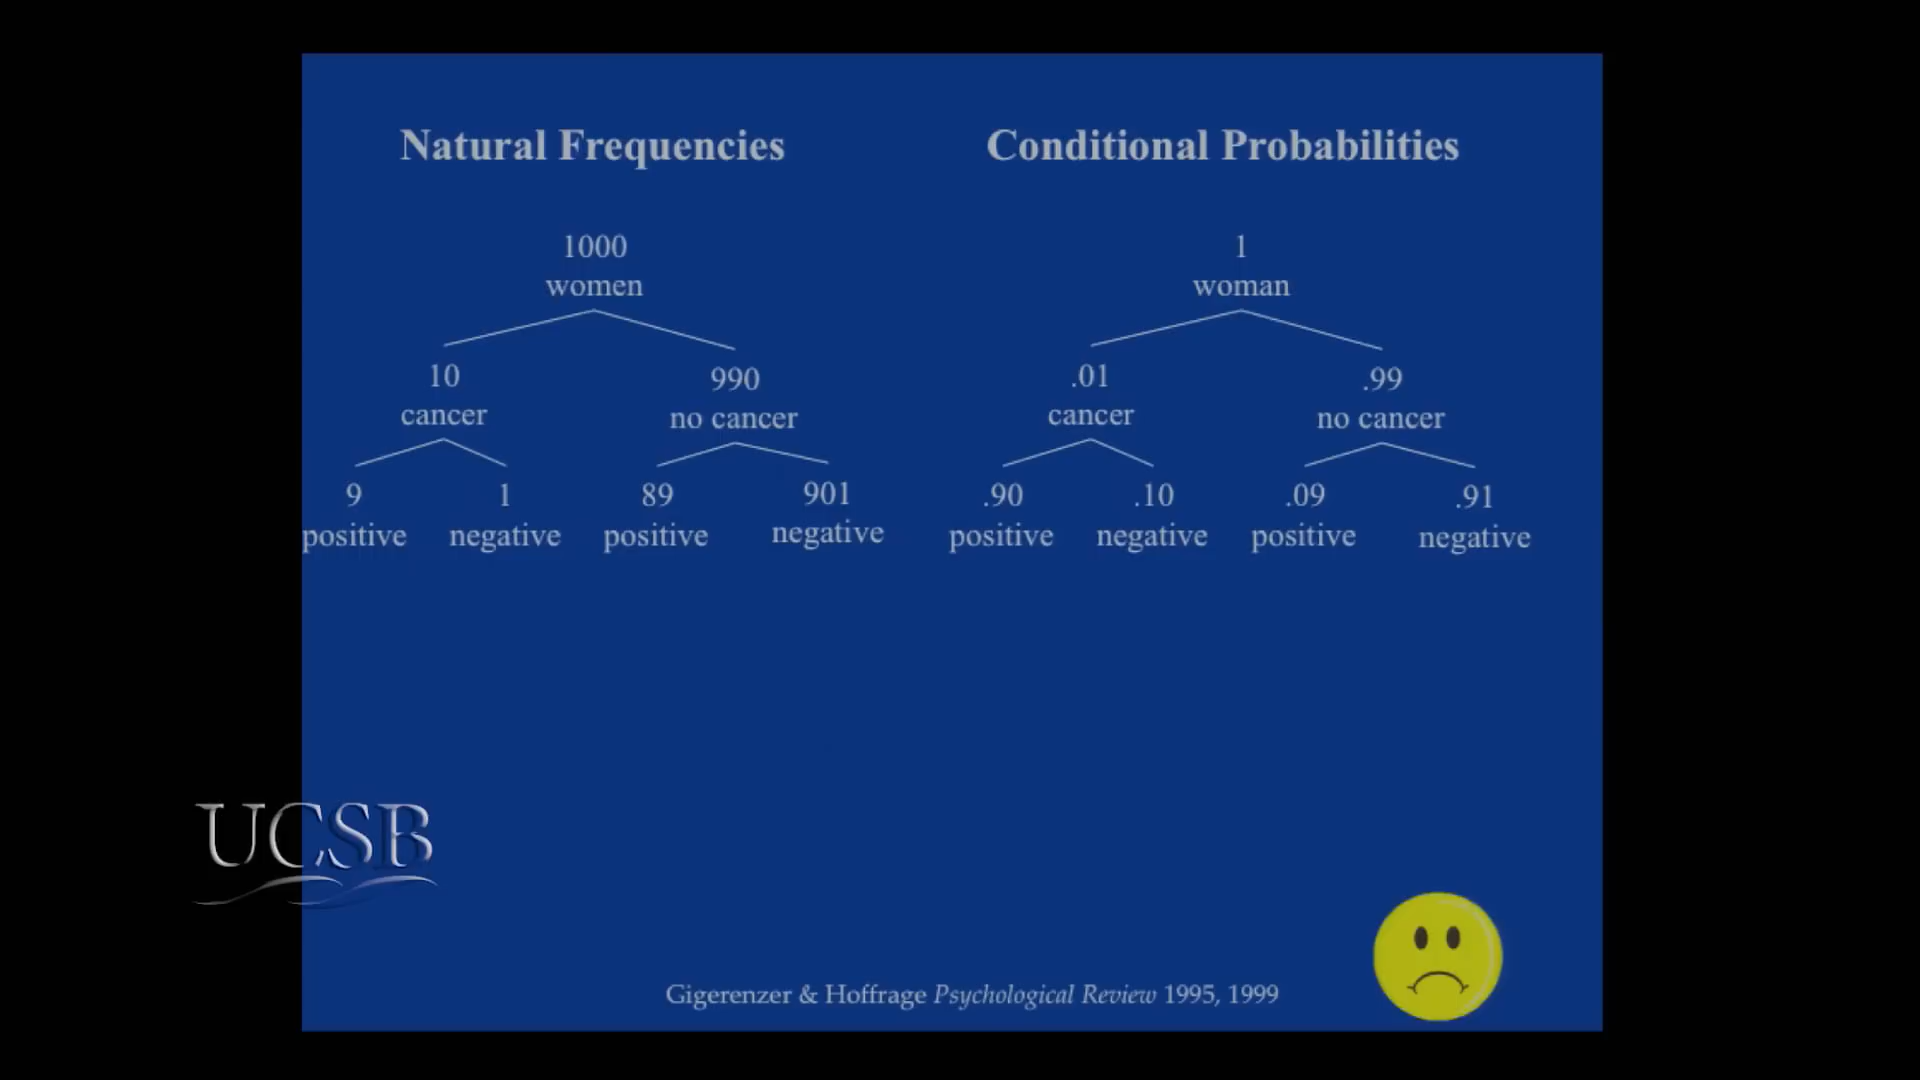 Natural Frequencies
Conditional Probabilities
1000
women
1
woman
10
cancer
990
no cancer
.01
cancer
.99
no cancer
9
positive
1
negative
89
positive
901
negative
.90
positive
.10
negative
.09
positive
.91
negative
UCSB
Gigerenzer & Hoffrage Psychological Review 1995, 1999